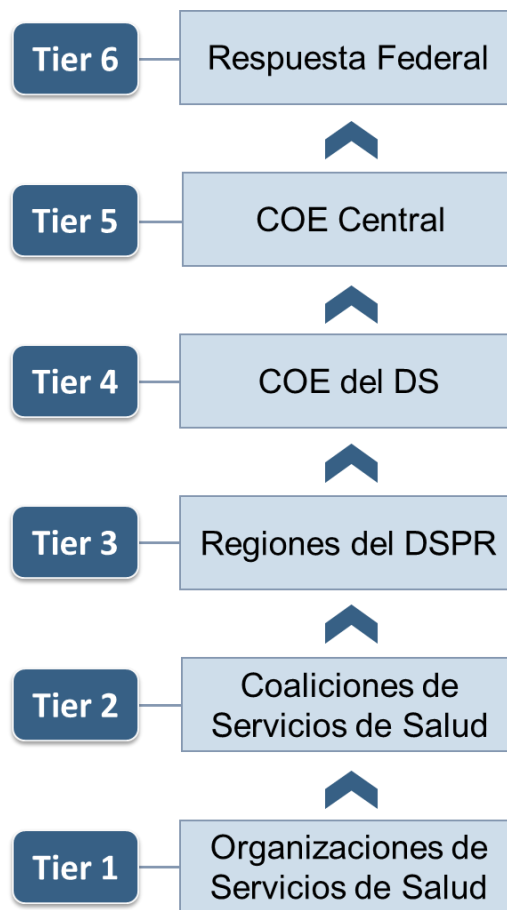 Tier 6
Respuesta Federal
Tier 5
COE Central
Tier 4
COE del DS
Tier 3
Regiones del DSPR
Tier 2
Coaliciones de
Servicios de Salud
Tier 1
Organizaciones de
Servicios de Salud